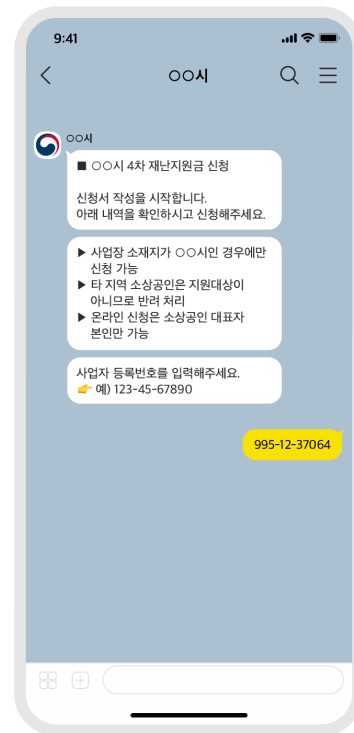 9:41
○○시
○○시
■ ○○시 4차 재난지원금 신청
신청서 작성을 시작합니다.
아래 내역을 확인하시고 신청해주세요.
▶ 사업장 소재지가 ○○시인 경우에만
신청 가능
▶ 타 지역 소상공인은 지원대상이
아니므로 반려 처리
▶ 온라인 신청은 소상공인 대표자
본인만 가능
사업자 등록번호를 입력해주세요.
👉 예) 123-45-67890
995-12-37064